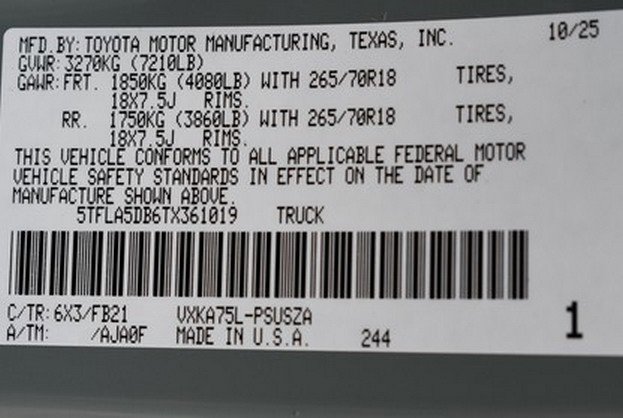 MFD.BY: TOYOTA MOTOR MANUFACTURING, TEXAS, INC. 10/25
GVWR: 3270KG (7210LB)
GAWR: FRT. 1850KG (4080LB) WITH 265/70R18 TIRES,
18X7.5J RIMS.
RR. 1750KG (3860LB) WITH 265/70R18 TIRES,
18X7.5J RIMS.
THIS VEHICLE CONFORMS TO ALL APPLICABLE FEDERAL MOTOR
VEHICLE SAFETY STANDARDS IN EFFECT ON THE DATE OF
MANUFACTURE SHOWN ABOVE.
5TFLA5DB6TX361019 TRUCK
C/TR: 6X3/FB21 VXKA75L-PSUSZA
A/TM: /AJA0F MADE IN U.S.A. 244 1